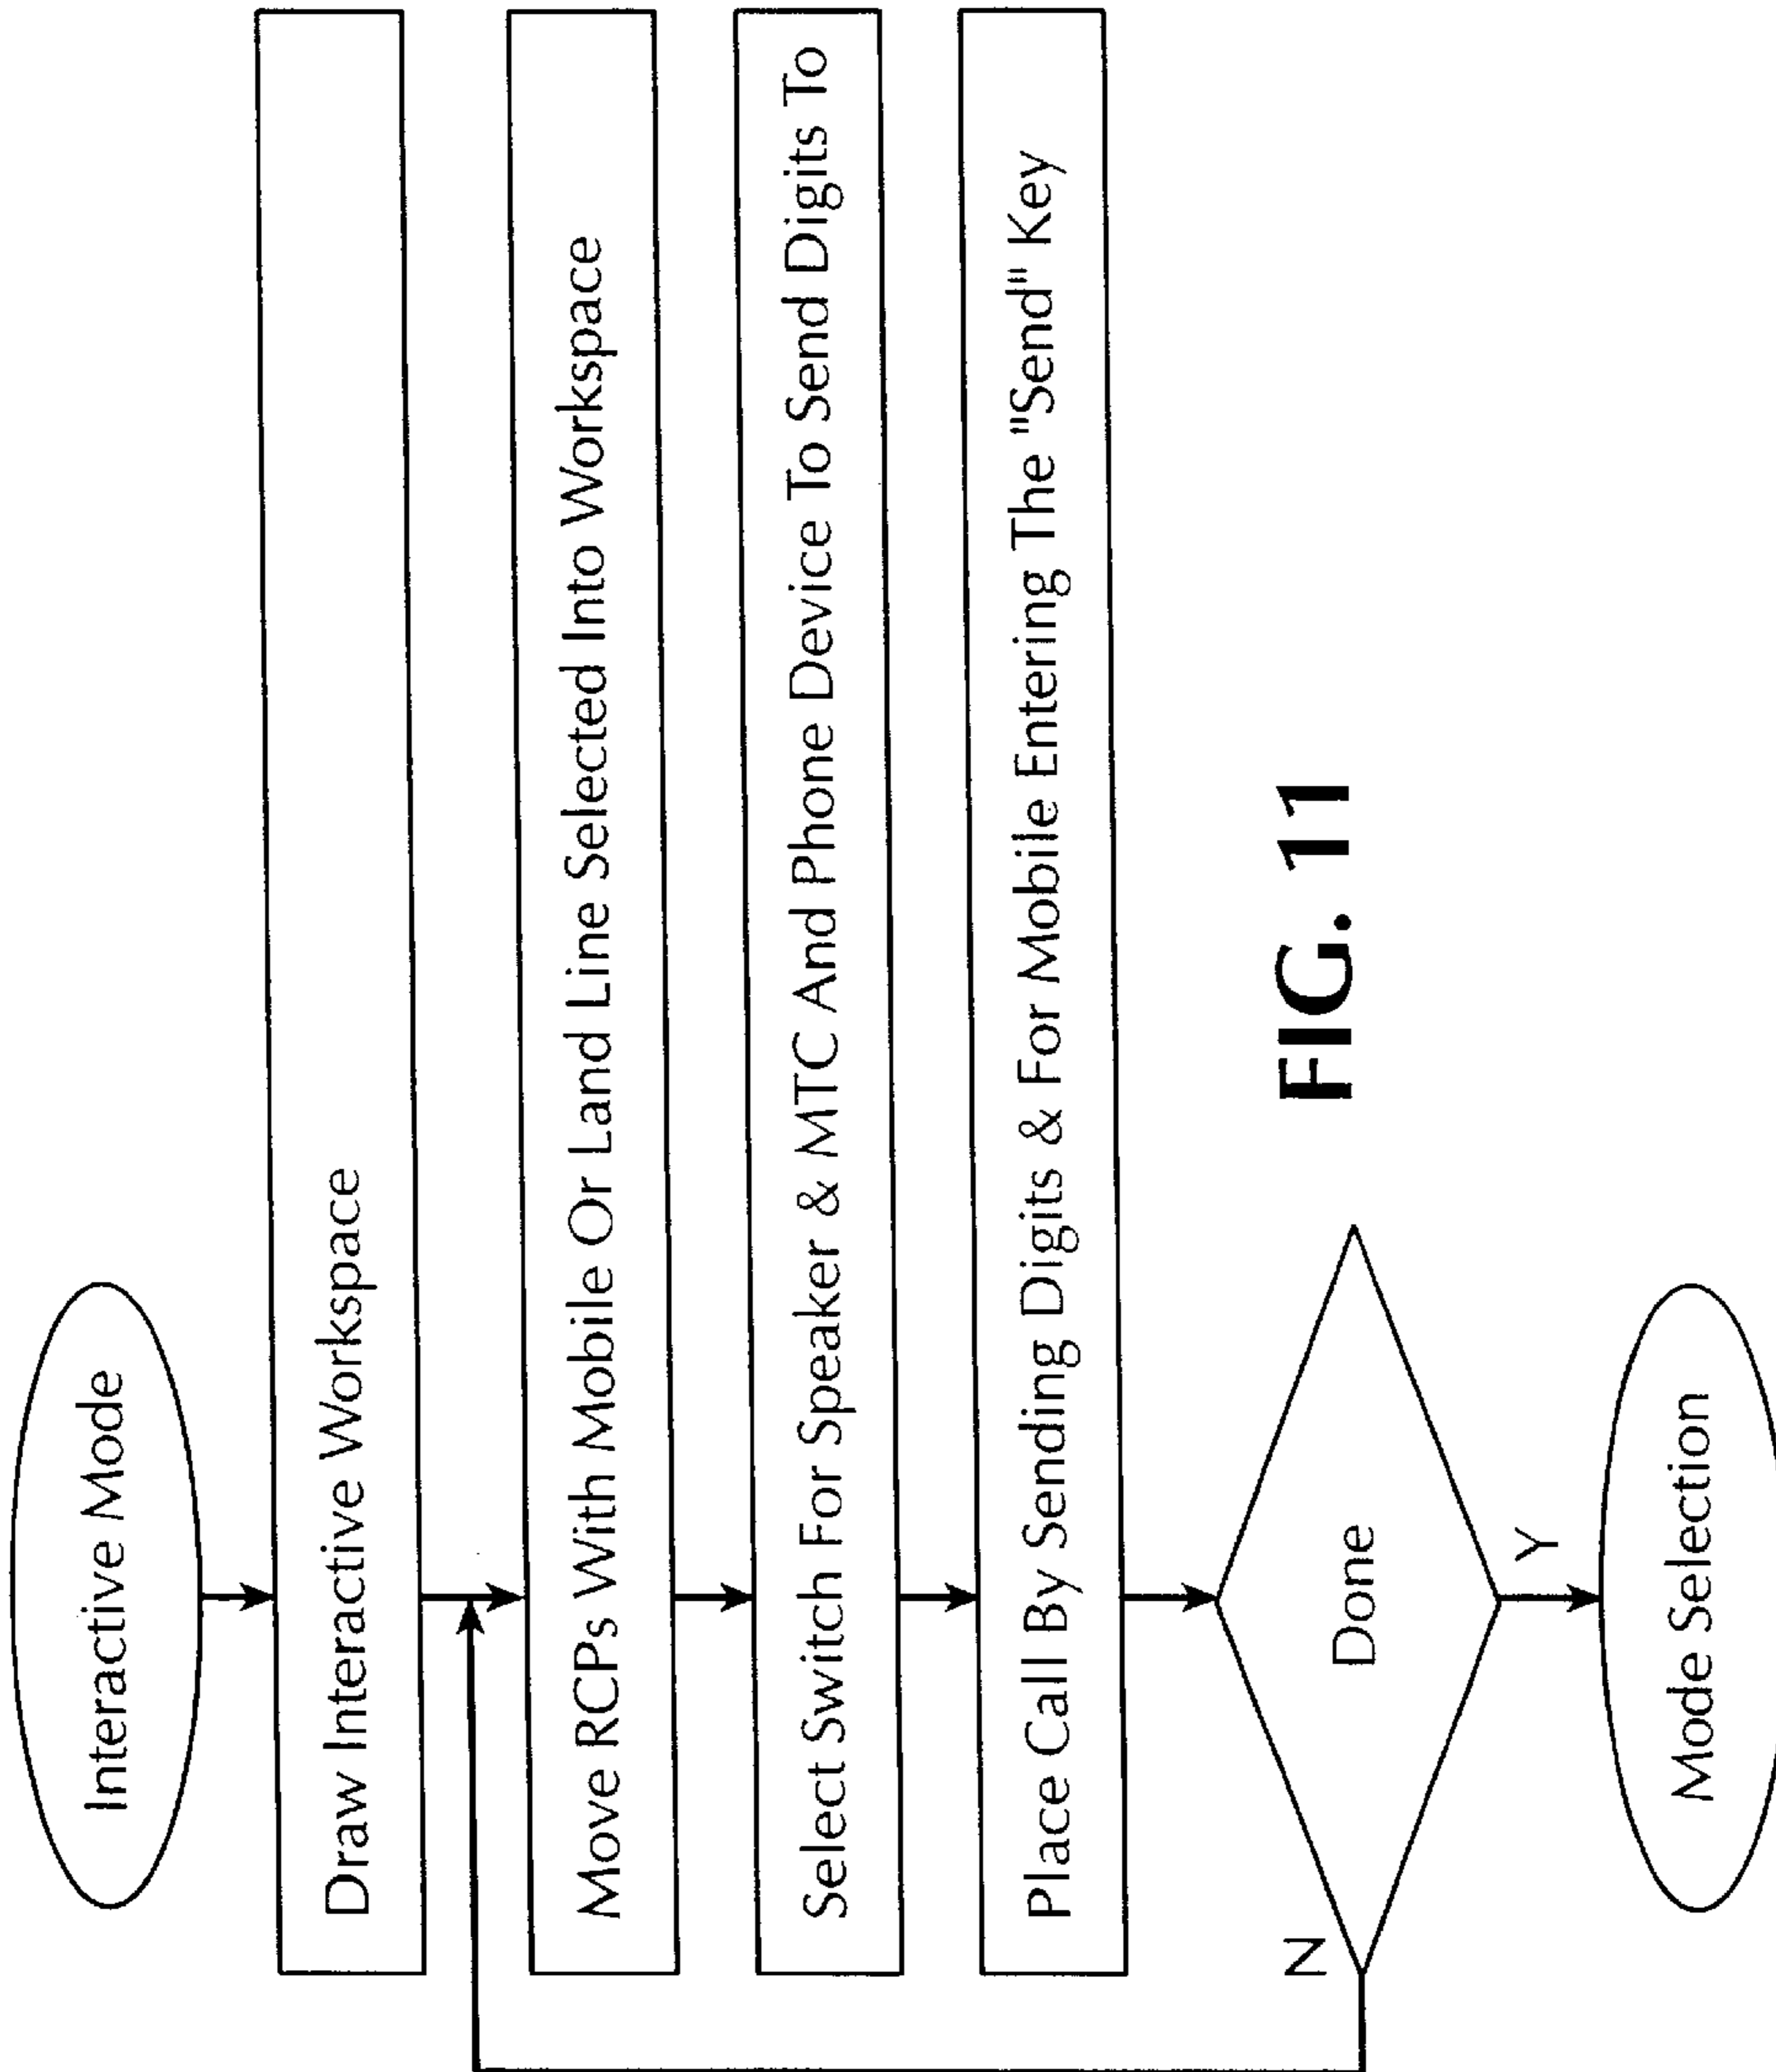 Interactive Mode
Draw Interactive Workspace
Move RCPs With Mobile Or Land Line Selected Into Workspace
Select Switch For Speaker & MTC And Phone Device To Send Digits To
Place Call By Sending Digits & For Mobile Entering The "Send" Key
Done
N
Y
Mode Selection
FIG. 11